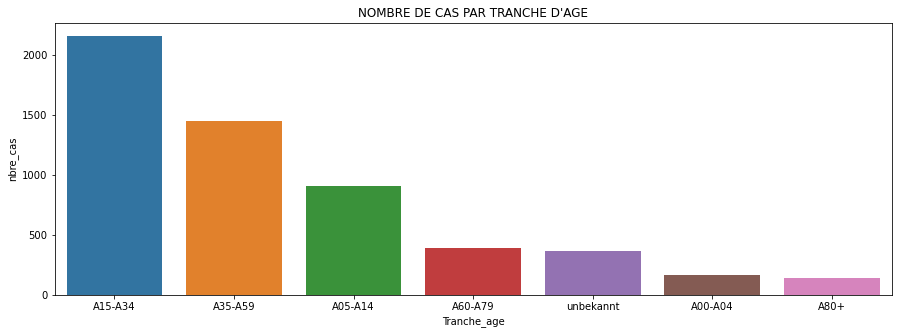 NOMBRE DE CAS PAR TRANCHE D'AGE
2000
1500
1000
500
0
nbre_cas
A15-A34 A35-A59 A05-A14 A60-A79 unbekannt A00-A04 A80+
Tranche_age